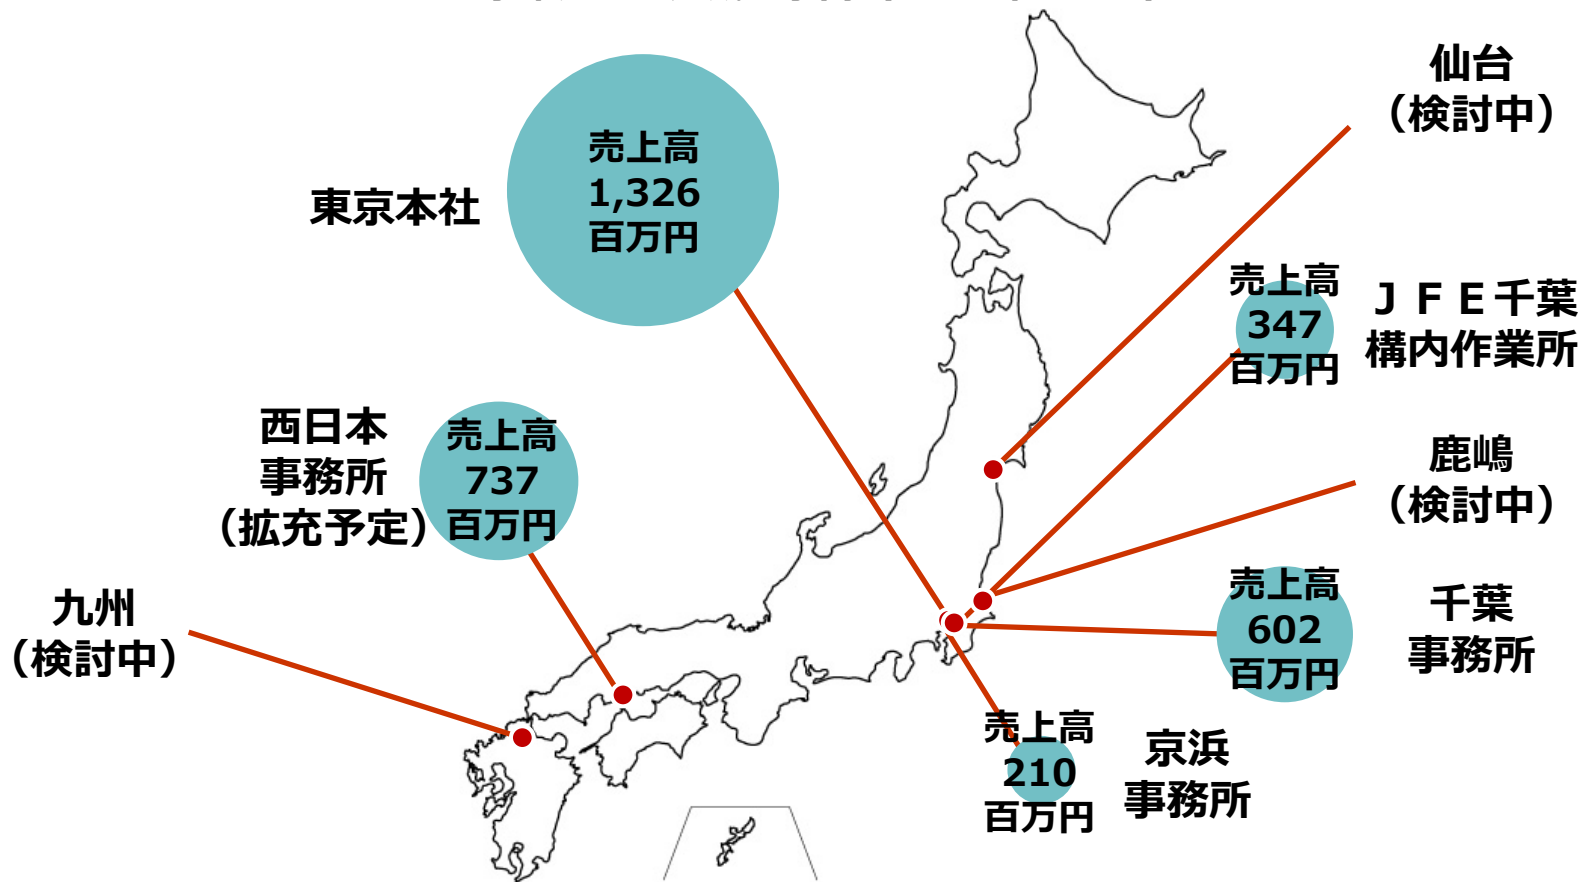 仙台
（検討中）
売上高
1,326
百万円
東京本社
売上高
347
百万円
ＪＦＥ千葉
構内作業所
西日本
事務所
（拡充予定）
売上高
737
百万円
鹿嶋
（検討中）
九州
（検討中）
売上高
602
百万円
千葉
事務所
売上高
210
百万円
京浜
事務所